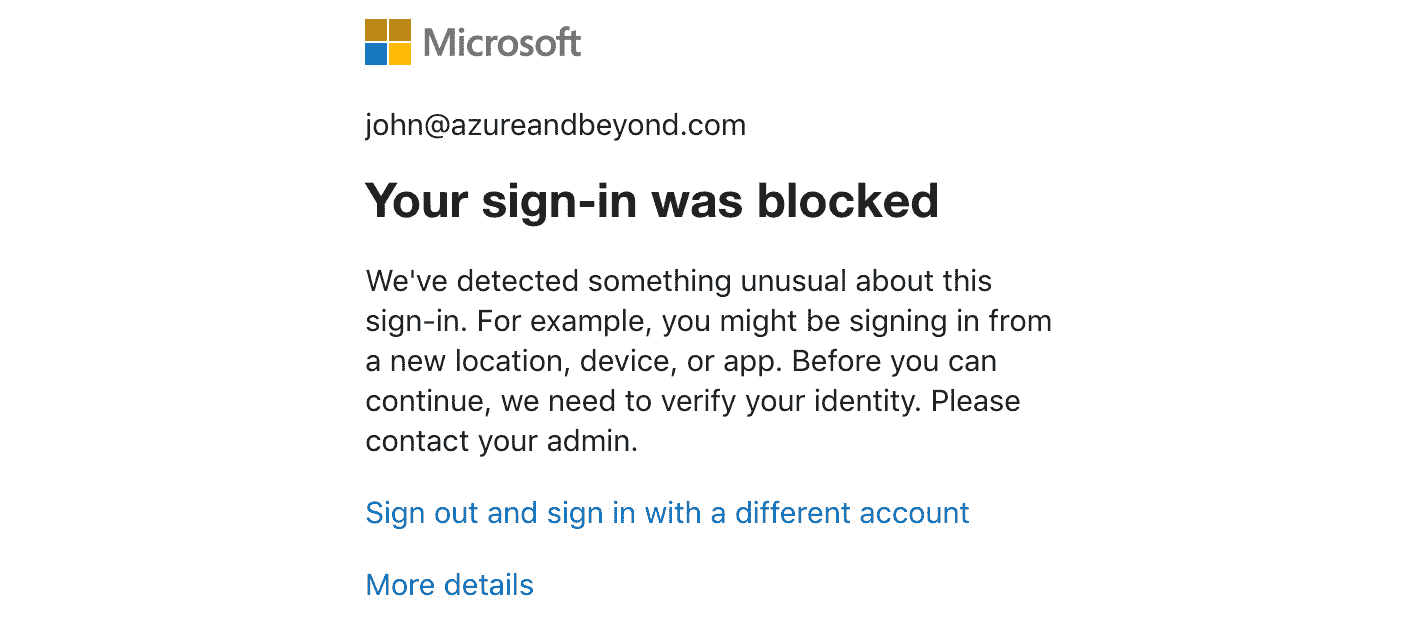 Microsoft
john@azureandbeyond.com
Your sign-in was blocked
We've detected something unusual about this
sign-in. For example, you might be signing in from
a new location, device, or app. Before you can
continue, we need to verify your identity. Please
contact your admin.
Sign out and sign in with a different account
More details